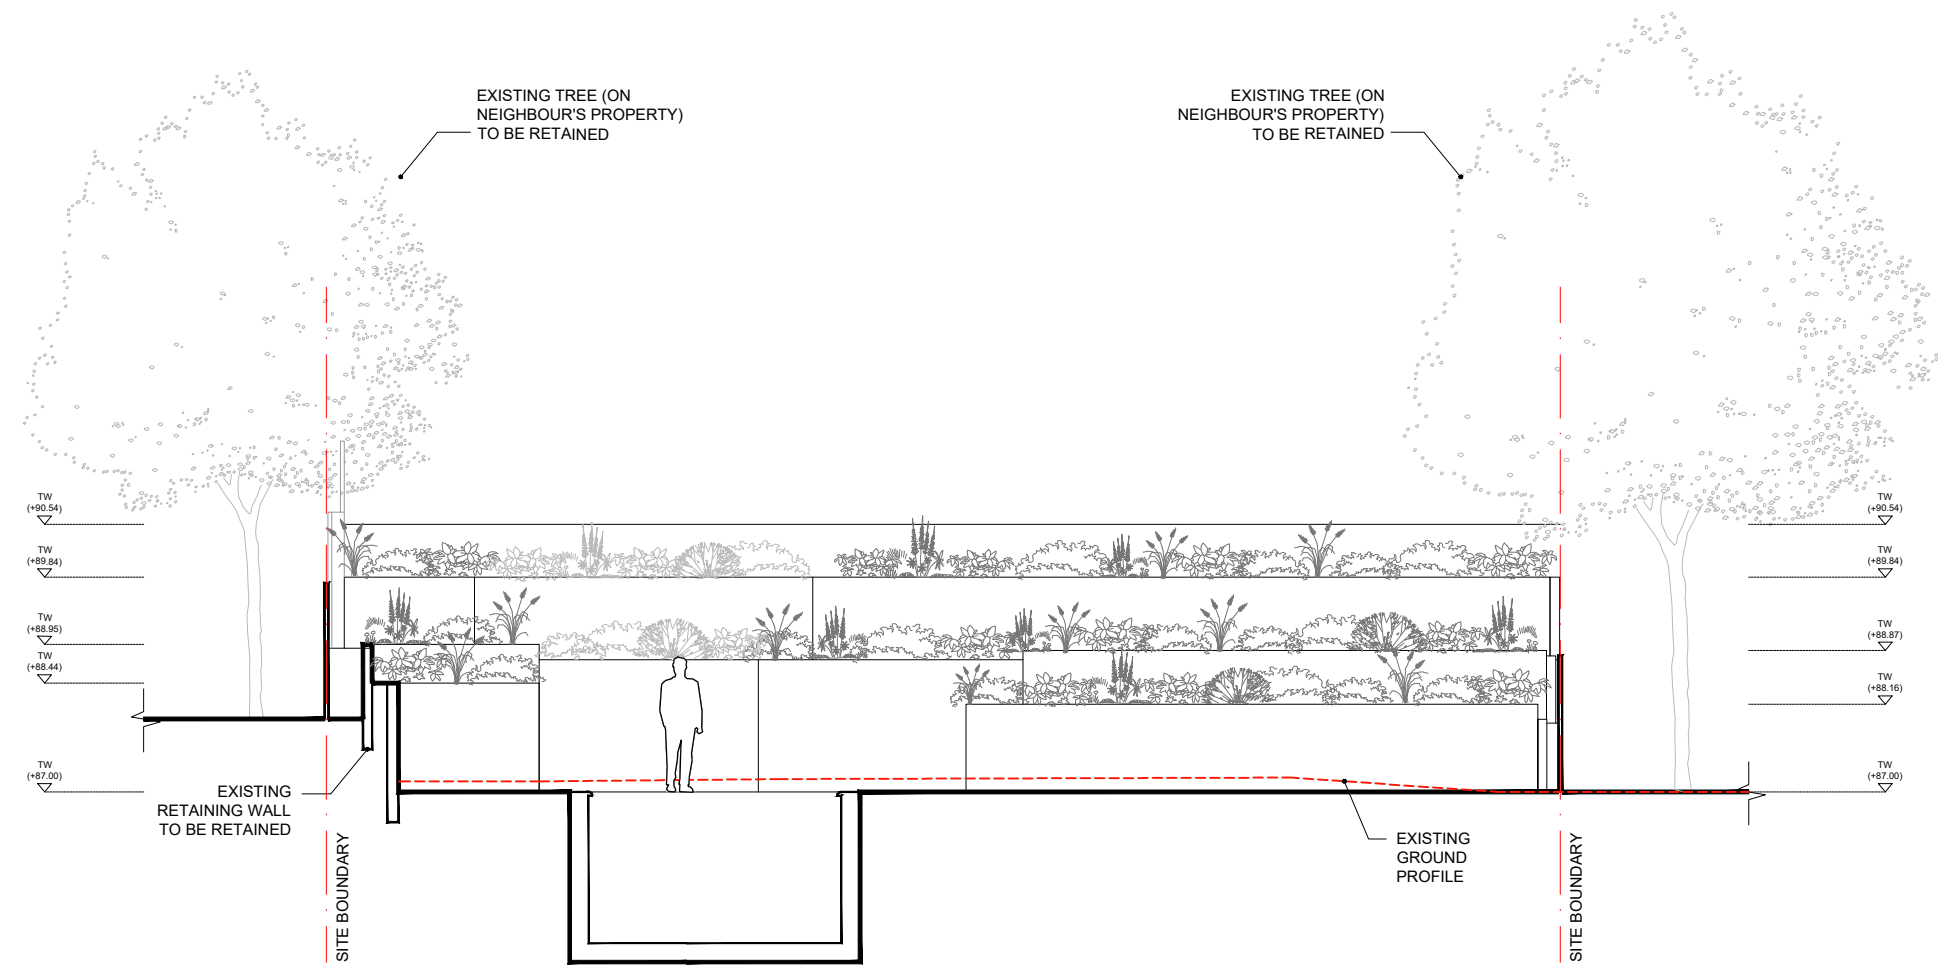 EXISTING TREE (ON
NEIGHBOUR'S PROPERTY)
TO BE RETAINED
EXISTING TREE (ON
NEIGHBOUR'S PROPERTY)
TO BE RETAINED
TW
(+90.54)
TW
(+89.84)
TW
(+88.95)
TW
(+88.44)
TW
(+87.00)
TW
(+90.54)
TW
(+89.84)
TW
(+88.87)
TW
(+88.16)
TW
(+87.00)
EXISTING
RETAINING WALL
TO BE RETAINED
SITE BOUNDARY
EXISTING
GROUND
PROFILE
SITE BOUNDARY